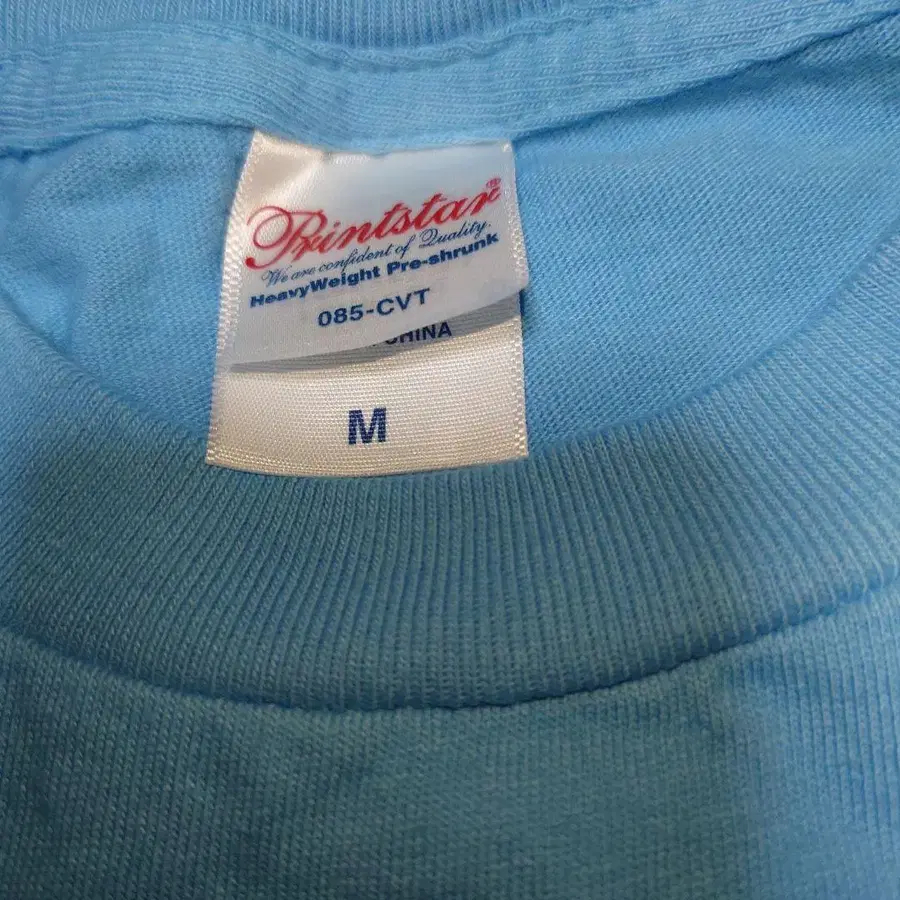 Printstar®
We are confident of Quality.
HeavyWeight Pre-shrunk
085-CVT
CHINA
M